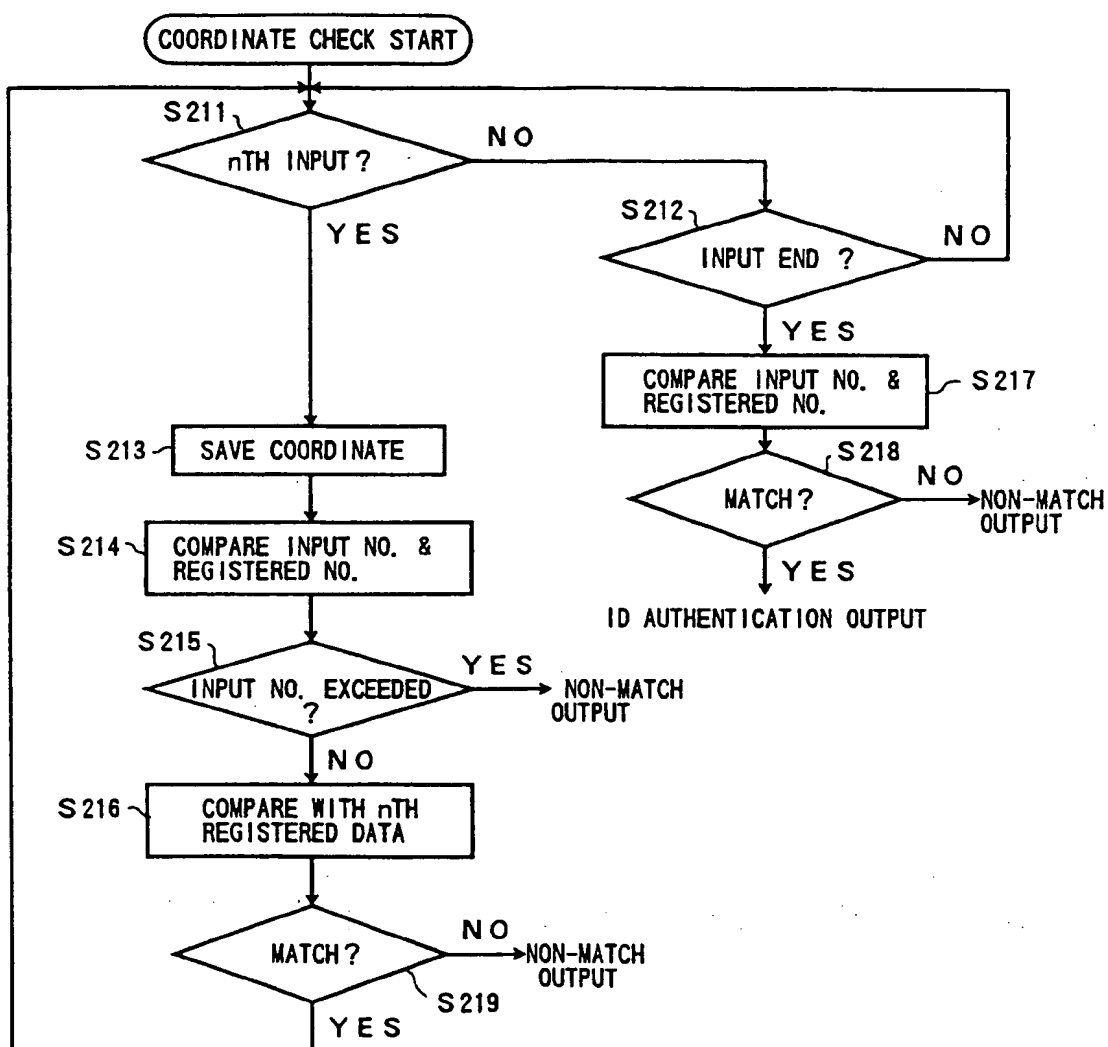 COORDINATE CHECK START
S211
nTH INPUT?
NO
YES
S212
INPUT END ?
NO
YES
COMPARE INPUT NO. &
REGISTERED NO.
S217
S218
MATCH?
NO
NON-MATCH
OUTPUT
YES
ID AUTHENTICATION OUTPUT
S213
SAVE COORDINATE
S214
COMPARE INPUT NO. &
REGISTERED NO.
S215
INPUT NO. EXCEEDED
?
YES
NON-MATCH
OUTPUT
NO
S216
COMPARE WITH nTH
REGISTERED DATA
MATCH?
NO
NON-MATCH
OUTPUT
S219
YES